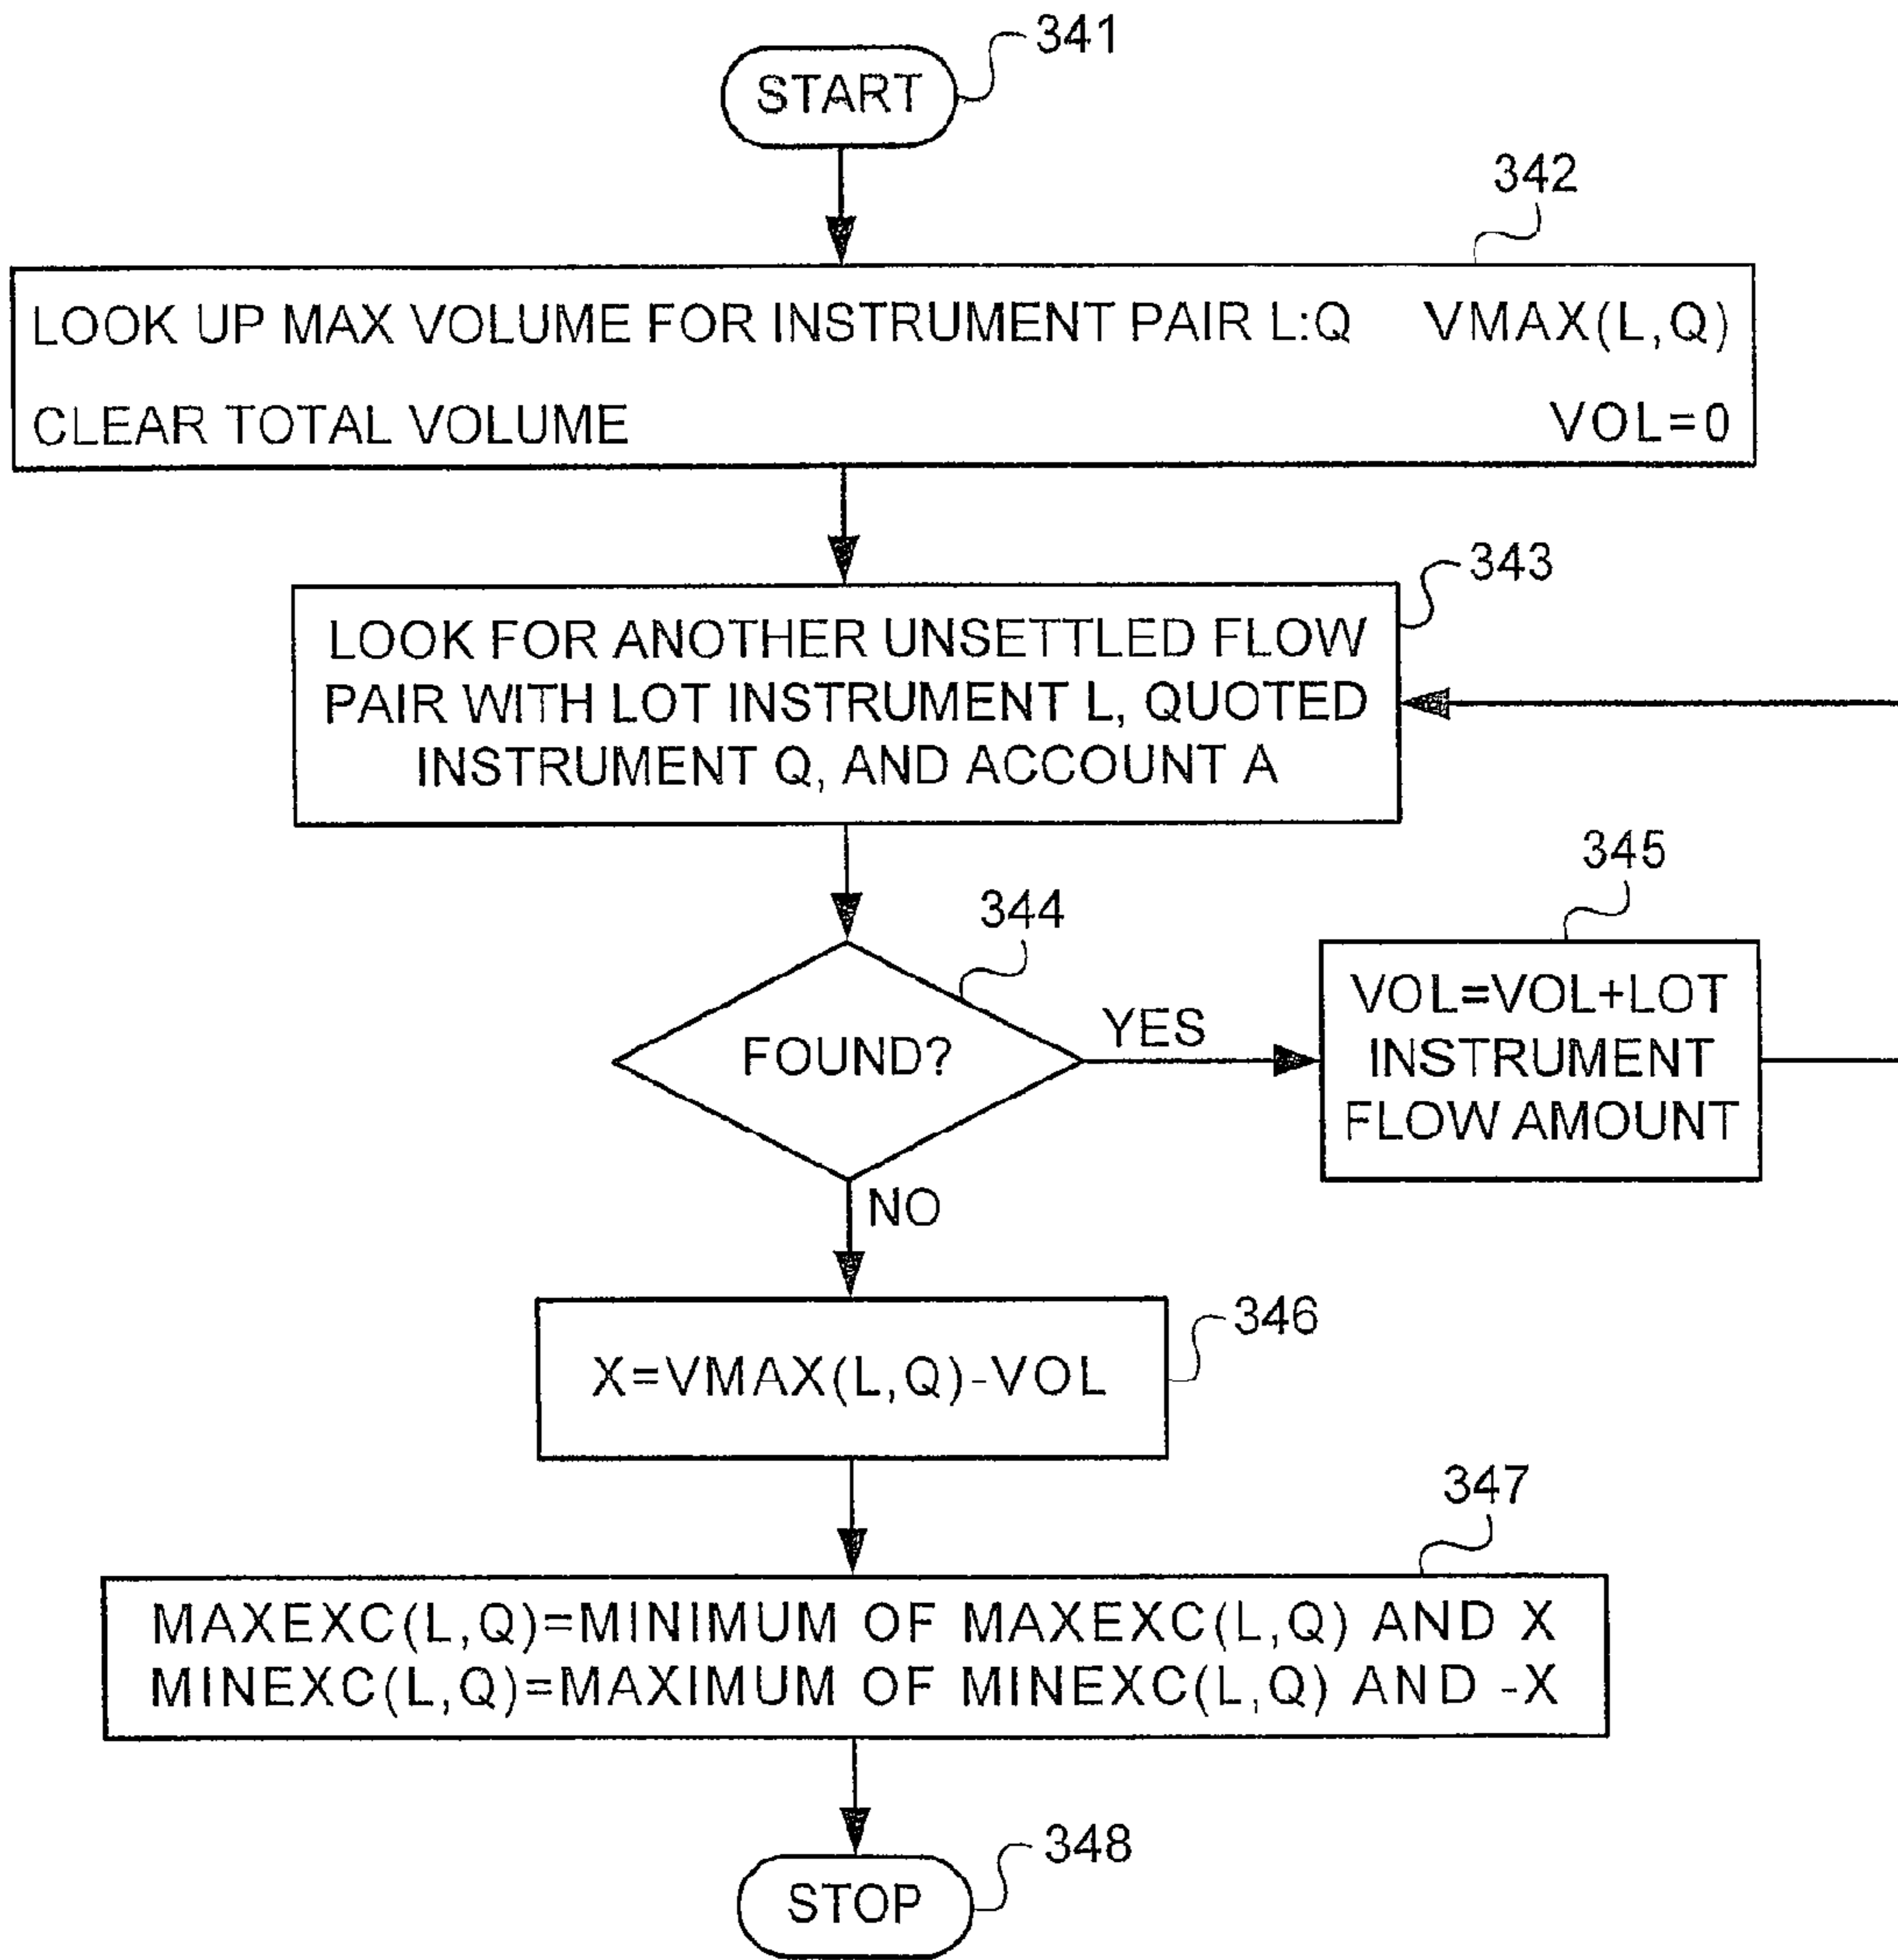 START
341
342
LOOK UP MAX VOLUME FOR INSTRUMENT PAIR L:Q VMAX(L,Q)
CLEAR TOTAL VOLUME VOL=0
343
LOOK FOR ANOTHER UNSETTLED FLOW
PAIR WITH LOT INSTRUMENT L, QUOTED
INSTRUMENT Q, AND ACCOUNT A
344
FOUND?
YES
345
VOL=VOL+LOT
INSTRUMENT
FLOW AMOUNT
NO
346
X=VMAX(L,Q)-VOL
347
MAXEXC(L,Q)=MINIMUM OF MAXEXC(L,Q) AND X
MINEXC(L,Q)=MAXIMUM OF MINEXC(L,Q) AND -X
348
STOP